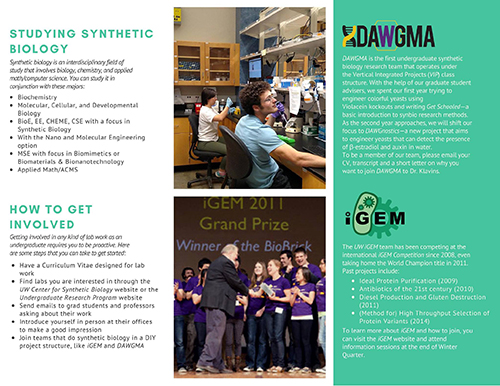 STUDYING SYNTHETIC
BIOLOGY
Synthetic biology is an interdisciplinary field of
study that involves biology, chemistry, and applied
math/computer science. You can study it in
conjunction with these majors:
• Biochemistry
• Molecular, Cellular, and Developmental
Biology
• BioE, EE, CHEME, CSE with a focus in
Synthetic Biology
• With the Nano and Molecular Engineering
option
• MSE with focus in Biomimetics or
Biomaterials & Bionanotechnology
• Applied Math/ACMS
HOW TO GET
INVOLVED
Getting involved in any kind of lab work as an
undergraduate requires you to be proactive. Here
are some steps that you can take to get started:
• Have a Curriculum Vitae designed for lab
work
• Find labs you are interested in through the
UW Center for Synthetic Biology website or the
Undergraduate Research Program website
• Send emails to grad students and professors
asking about their work
• Introduce yourself in person at their offices
to make a good impression
• Join teams that do synthetic biology in a DIY
project structure, like iGEM and DAWGMA
iGEM 2011
Grand Prize
Winner of the BioBrick
DAWGMA
DAWGMA is the first undergraduate synthetic
biology research team that operates under
the Vertical Integrated Projects (VIP) class
structure. With the help of our graduate student
advisers, we spent our first year trying to
engineer colorful yeasts using
Violacein knockouts and writing Get Schooled—a
basic introduction to synbio research methods.
As the second year approaches, we will shift our
focus to DAWGnostics—a new project that aims
to engineer yeasts that can detect the presence
of β-estradiol and auxin in water.
To be a member of our team, please email your
CV, transcript and a short letter on why you
want to join DAWGMA to Dr. Klavins.
iGEM
The UW iGEM team has been competing at the
international iGEM Competition since 2008, even
taking home the World Champion title in 2011.
Past projects include:
• Ideal Protein Purification (2009)
• Antibiotics of the 21st century (2010)
• Diesel Production and Gluten Destruction
(2011)
• (Method for) High Throughput Selection of
Protein Variants (2014)
To learn more about iGEM and how to join, you
can visit the iGEM website and attend
information sessions at the end of Winter
Quarter.